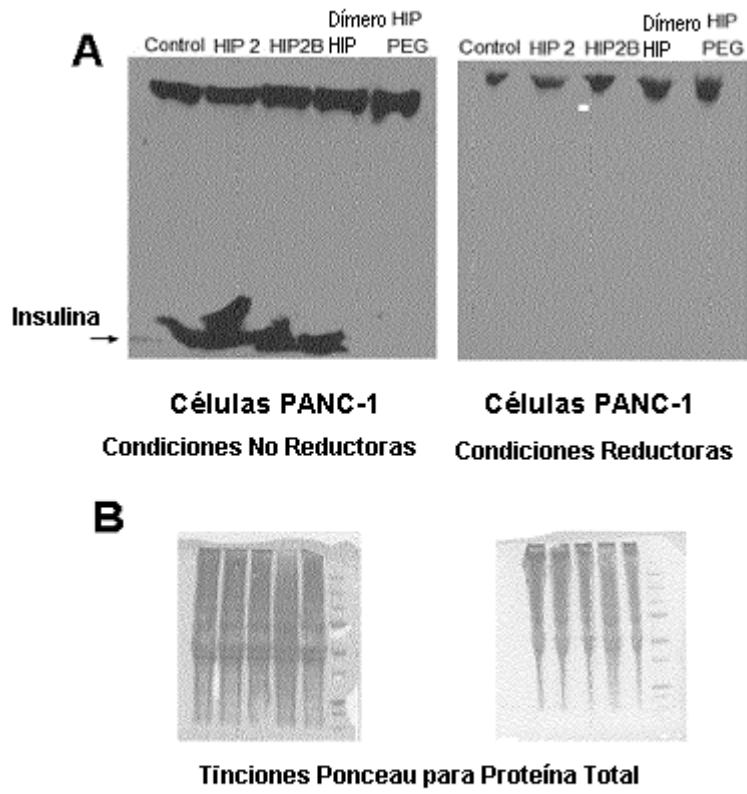 A
Control HIP 2 HIP2B Dímero HIP HIP PEG
Control HIP 2 HIP2B Dímero HIP HIP PEG
Insulina
Células PANC-1
Condiciones No Reductoras
Células PANC-1
Condiciones Reductoras
B
Tinciones Ponceau para Proteína Total